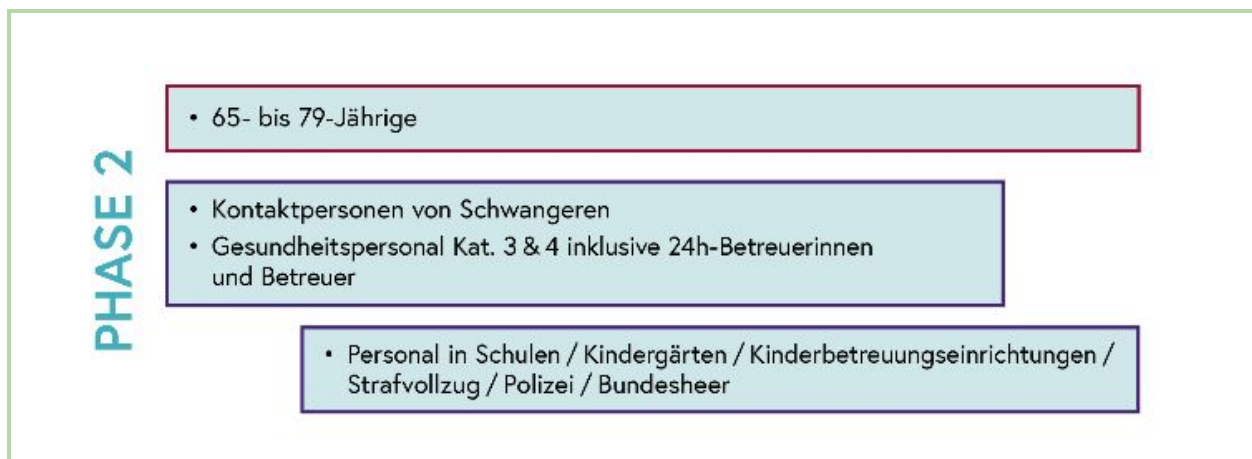 PHASE 2
• 65- bis 79-Jährige
• Kontaktpersonen von Schwangeren
• Gesundheitspersonal Kat. 3 & 4 inklusive 24h-Betreuerinnen
und Betreuer
• Personal in Schulen / Kindergärten / Kinderbetreuungseinrichtungen /
Strafvollzug / Polizei / Bundesheer